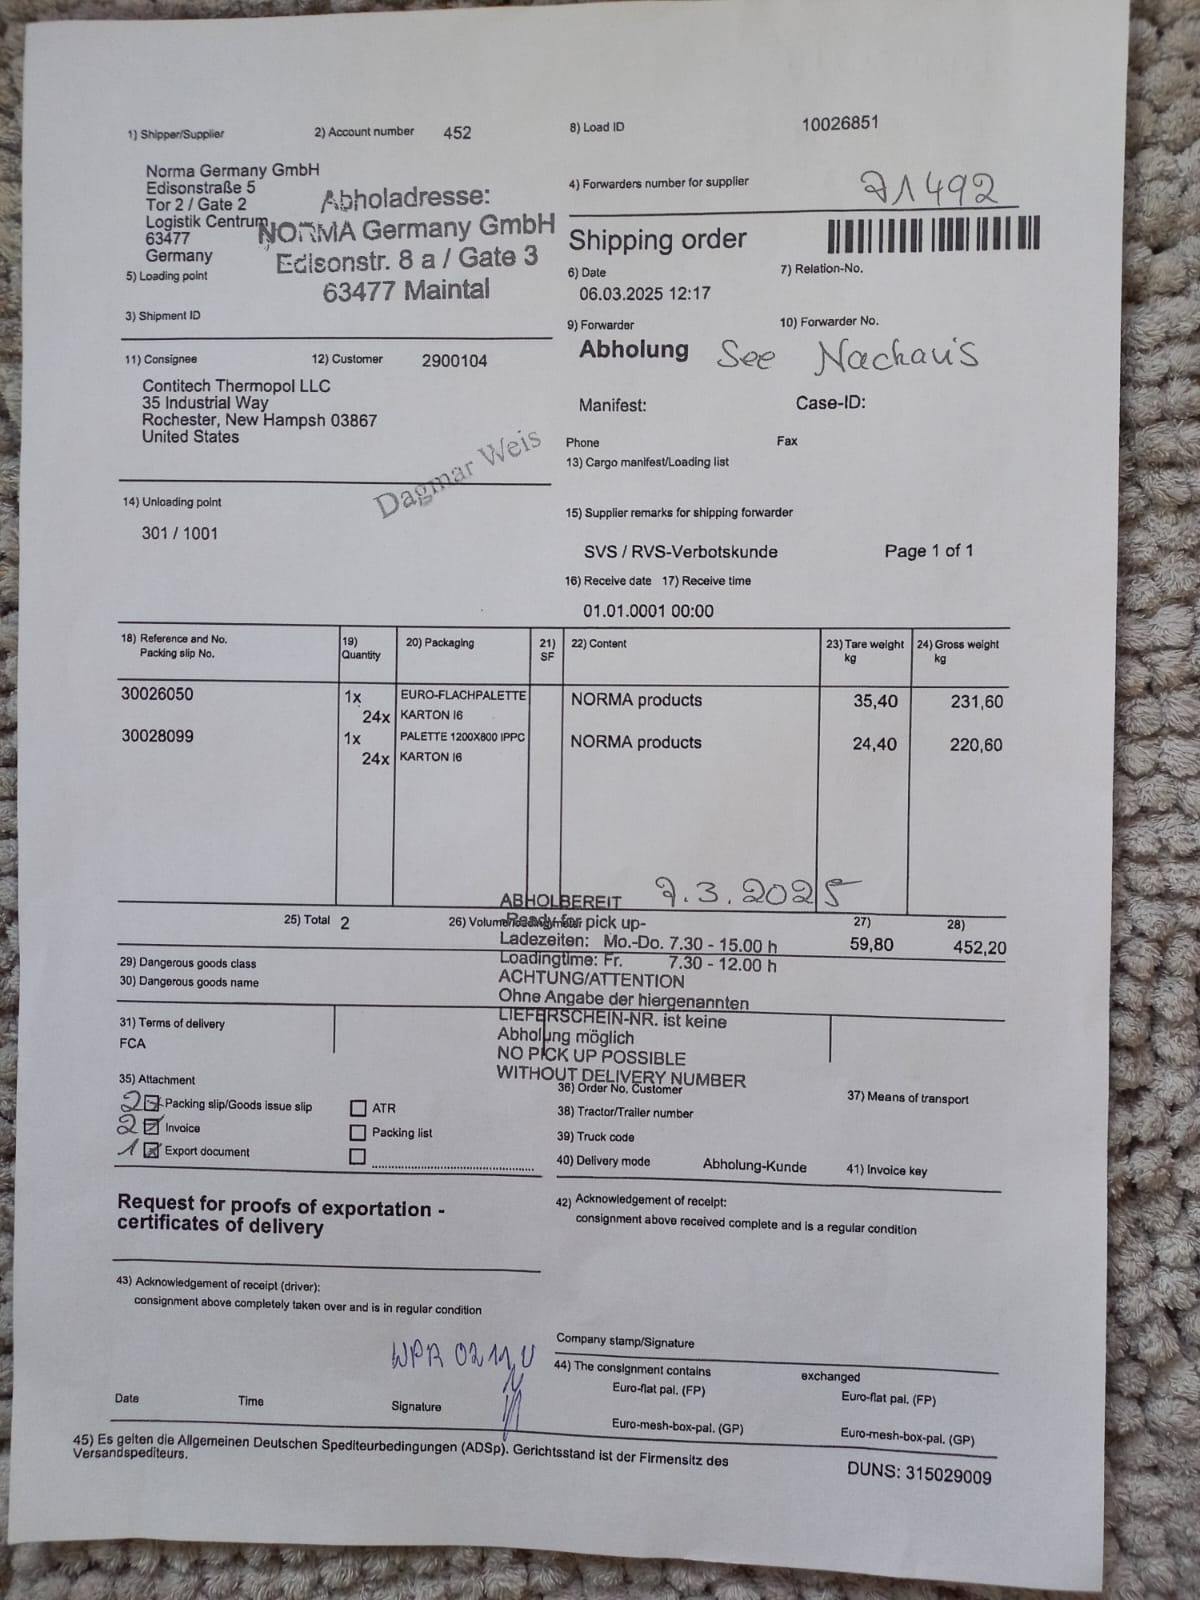 1) Shipper/Supplier
2) Account number 452
8) Load ID 10026851
Norma Germany GmbH
Edisonstraße 5
Tor 2 / Gate 2
Logistik Centrum
63477
Germany
Abholadresse:
NORMA Germany GmbH
Edisonstr. 8 a / Gate 3
63477 Maintal
4) Forwarders number for supplier 71492
Shipping order
5) Loading point
6) Date
7) Relation-No.
06.03.2025 12:17
3) Shipment ID
9) Forwarder
10) Forwarder No.
Abholung See
11) Consignee
12) Customer 2900104
Contitech Thermopol LLC
35 Industrial Way
Rochester, New Hampsh 03867
United States
Manifest:
Case-ID:
Phone
Fax
Dagmar Weis
13) Cargo manifest/Loading list
14) Unloading point
301 / 1001
15) Supplier remarks for shipping forwarder
SVS / RVS-Verbotskunde
Page 1 of 1
16) Receive date 17) Receive time
01.01.0001 00:00
18) Reference and No.
Packing slip No.
19)
Quantity
20) Packaging
21)
SF
22) Content
23) Tare weight
kg
24) Gross weight
kg
30026050 1x EURO-FLACHPALETTE NORMA products 35,40 231,60
24x KARTON I6
30028099 1x PALETTE 1200X800 IPPC NORMA products 24,40 220,60
24x KARTON I6
ABHOLBEREIT 7.3.2025
25) Total 2
26) Volume
-Ready for pick up-
27)
28)
Ladezeiten: Mo.-Do. 7.30 - 15.00 h
59,80 452,20
29) Dangerous goods class
Loadingtime: Fr. 7.30 - 12.00 h
30) Dangerous goods name
ACHTUNG/ATTENTION
Ohne Angabe der hiergenannten
LIEFERSCHEIN-NR. ist keine
31) Terms of delivery
Abholung möglich
FCA
NO PICK UP POSSIBLE
WITHOUT DELIVERY NUMBER
35) Attachment
36) Order No. Customer
37) Means of transport
2 Packing slip/Goods issue slip
ATR
38) Tractor/Trailer number
2 Invoice
Packing list
39) Truck code
1 Export document
40) Delivery mode Abholung-Kunde
41) Invoice key
Request for proofs of exportation -
certificates of delivery
42) Acknowledgement of receipt:
consignment above received complete and is a regular condition
43) Acknowledgement of receipt (driver):
consignment above completely taken over and is in regular condition
Company stamp/Signature
44) The consignment contains
exchanged
Euro-flat pal. (FP)
Euro-flat pal. (FP)
Date
Time
Signature
Euro-mesh-box-pal. (GP)
Euro-mesh-box-pal. (GP)
45) Es gelten die Allgemeinen Deutschen Spediteurbedingungen (ADSp). Gerichtsstand ist der Firmensitz des
Versandspediteurs.
DUNS: 315029009